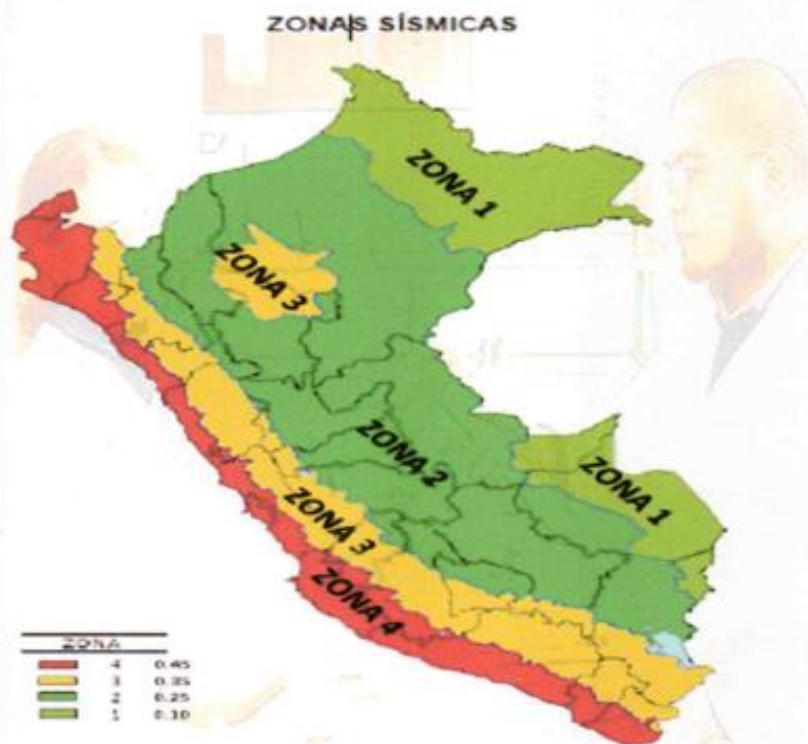 ZONAS SÍSMICAS
ZONA 1
ZONA 3
ZONA 2
ZONA 1
ZONA 3
ZONA 4
ZONA
4 0.45
3 0.35
2 0.25
1 0.10